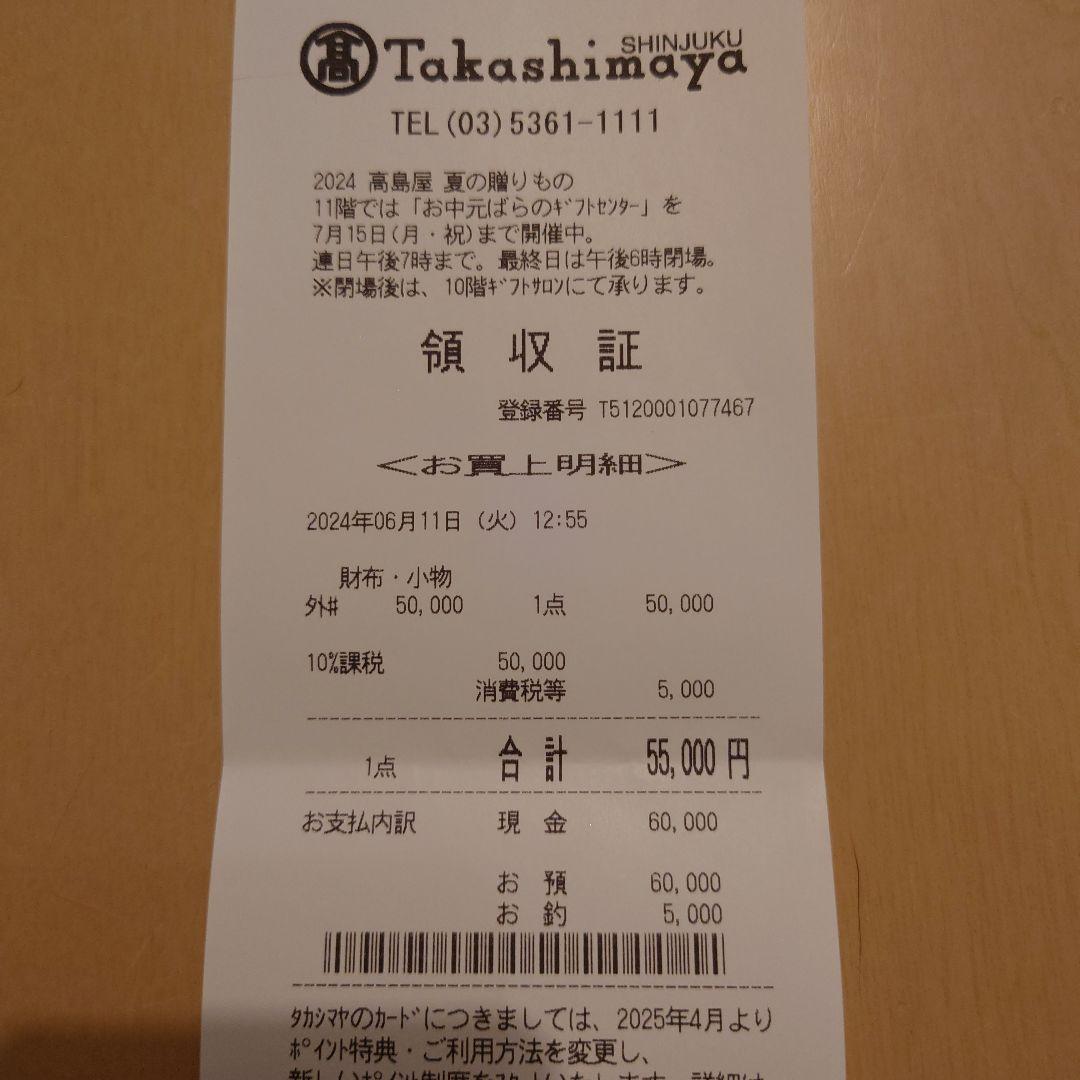 髙 Takashimaya SHINJUKU
TEL(03)5361-1111
2024 高島屋 夏の贈りもの
11階では「お中元ばらのｷﾞﾌﾄｾﾝﾀｰ」を
7月15日(月・祝)まで開催中。
連日午後7時まで。最終日は午後6時閉場。
※閉場後は、10階ｷﾞﾌﾄｻﾛﾝにて承ります。
領 収 証
登録番号 T5120001077467
＜お買上明細＞
2024年06月11日（火）12:55
財布・小物
外# 50,000 1点 50,000
10%課税 50,000
消費税等 5,000
1点 合 計 55,000 円
お支払内訳 現 金 60,000
お 預 60,000
お 釣 5,000
ﾀｶｼﾏﾔのｶｰﾄﾞにつきましては、2025年4月より
ﾎﾟｲﾝﾄ特典・ご利用方法を変更し、